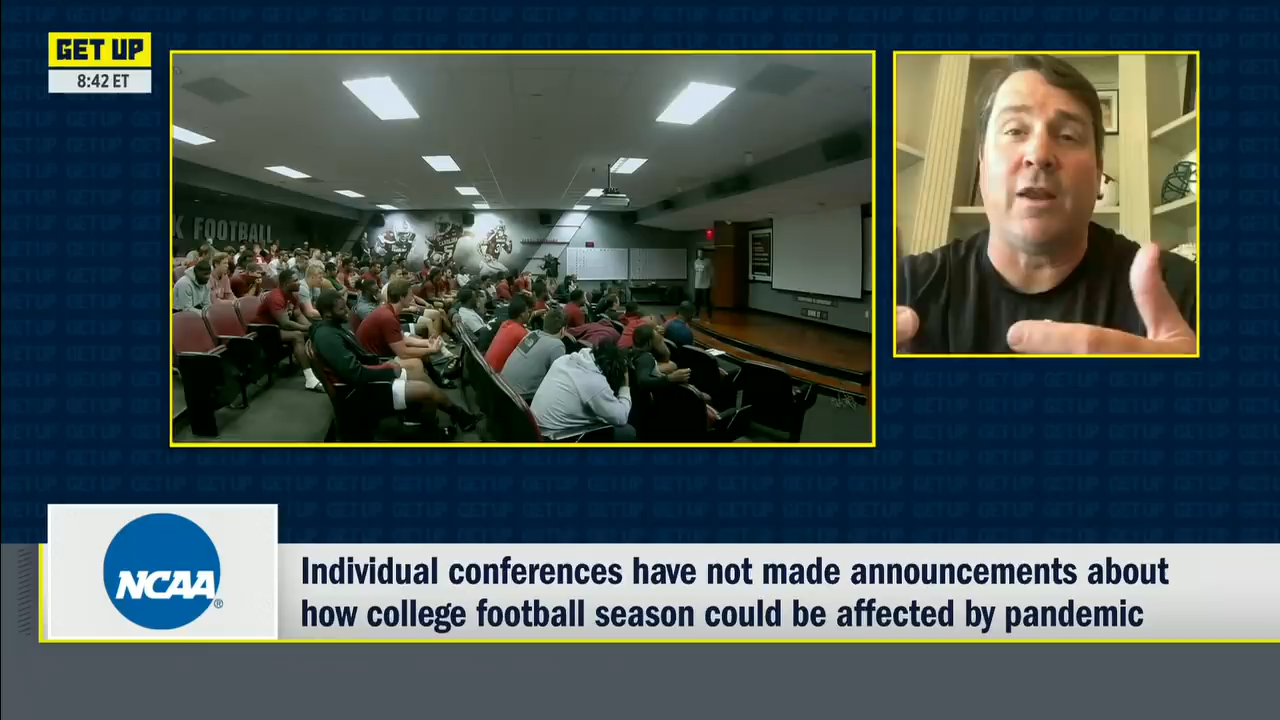 GET UP
8:42 ET
K FOOTBALL
NCAA
®
Individual conferences have not made announcements about
how college football season could be affected by pandemic